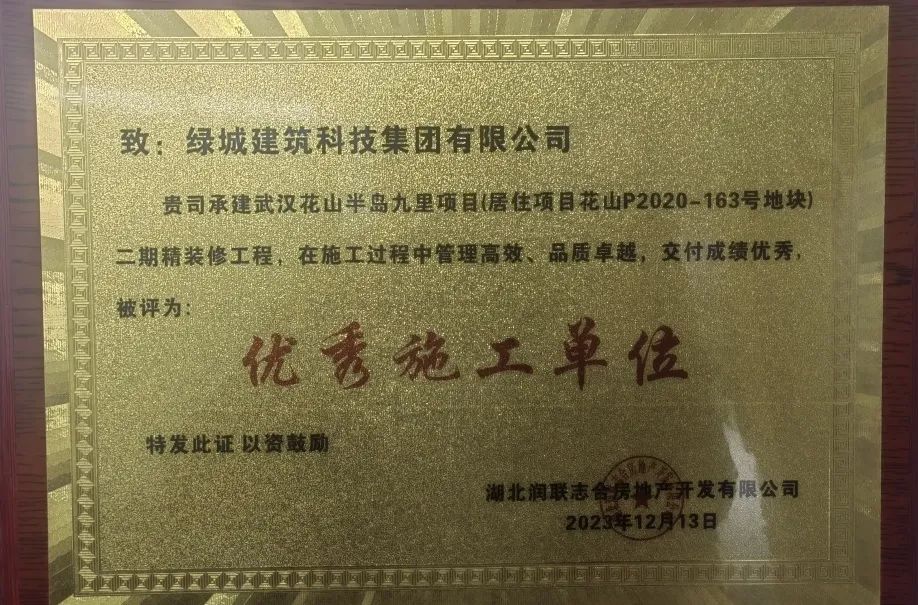 致：绿城建筑科技集团有限公司
贵司承建武汉花山半岛九里项目(居住项目花山P2020-163号地块)
二期精装修工程，在施工过程中管理高效、品质卓越，交付成绩优秀，
被评为：
优秀施工单位
特发此证 以资鼓励
湖北润联志合房地产开发有限公司
2023年12月13日